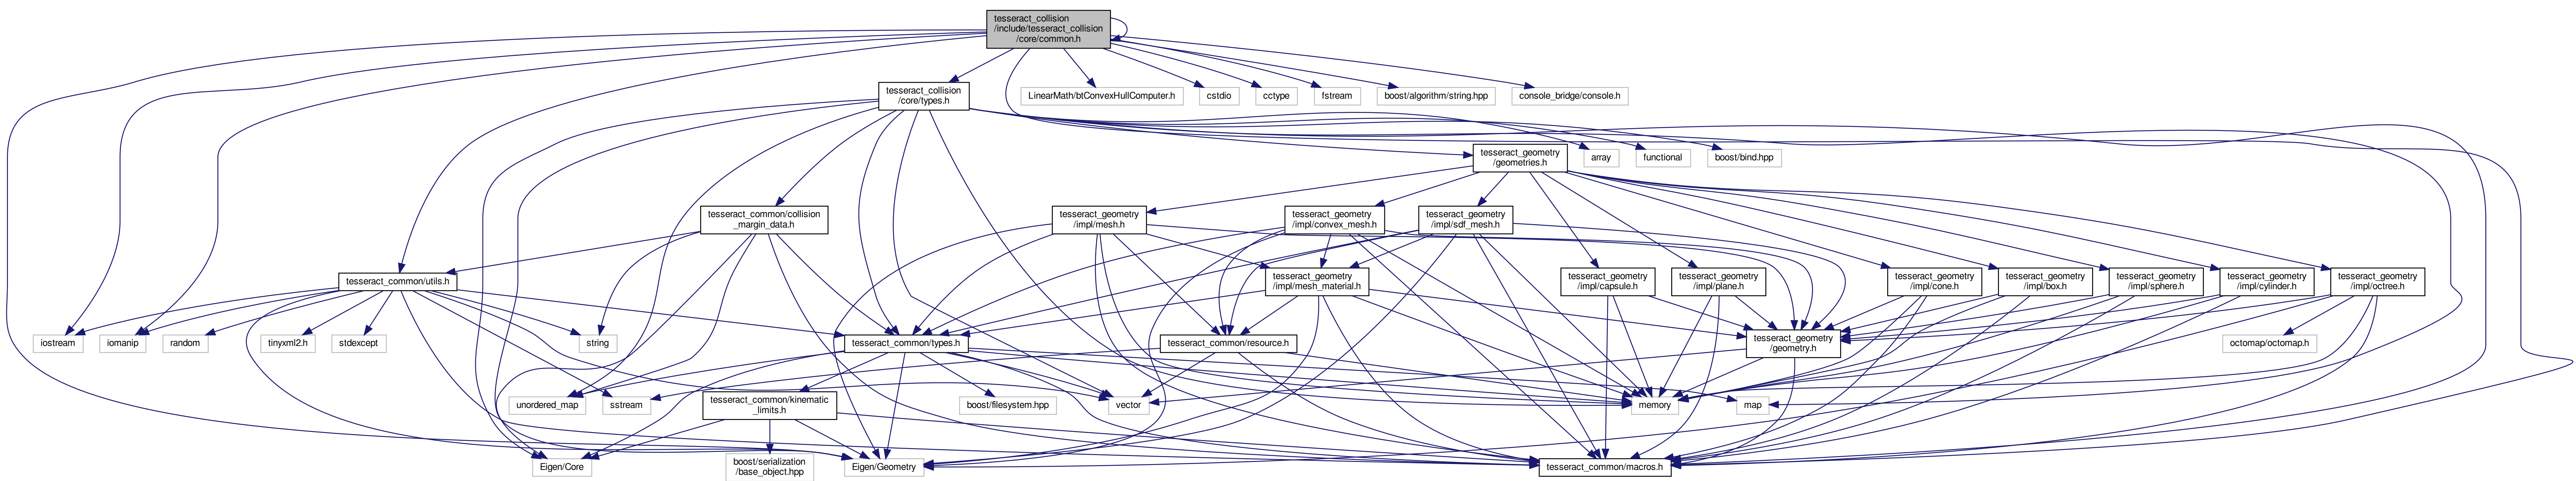 tesseract_collision
/include/tesseract_collision
/core/common.h
tesseract_collision
/core/types.h
LinearMath/btConvexHullComputer.h
cstdio
cctype
fstream
boost/algorithm/string.hpp
console_bridge/console.h
tesseract_geometry
/geometries.h
array
functional
boost/bind.hpp
tesseract_common/collision
_margin_data.h
tesseract_geometry
/impl/mesh.h
tesseract_geometry
/impl/convex_mesh.h
tesseract_geometry
/impl/sdf_mesh.h
tesseract_common/utils.h
tesseract_geometry
/impl/mesh_material.h
tesseract_geometry
/impl/capsule.h
tesseract_geometry
/impl/plane.h
tesseract_geometry
/impl/cone.h
tesseract_geometry
/impl/box.h
tesseract_geometry
/impl/sphere.h
tesseract_geometry
/impl/cylinder.h
tesseract_geometry
/impl/octree.h
iostream
iomanip
random
tinyxml2.h
stdexcept
string
tesseract_common/types.h
tesseract_common/resource.h
tesseract_geometry
/geometry.h
octomap/octomap.h
unordered_map
sstream
tesseract_common/kinematic
_limits.h
boost/filesystem.hpp
vector
memory
map
Eigen/Core
boost/serialization
/base_object.hpp
Eigen/Geometry
tesseract_common/macros.h